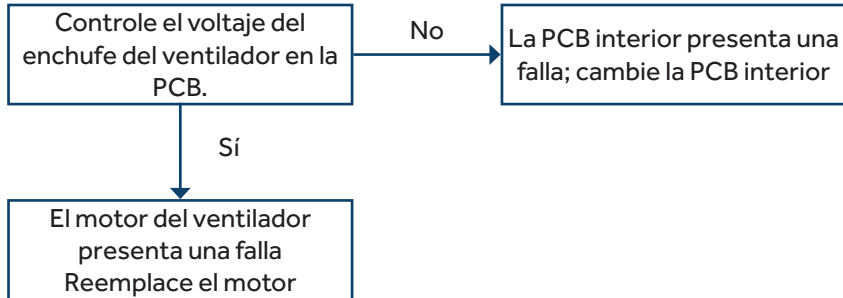 Controle el voltaje del
enchufe del ventilador en la
PCB.
No
La PCB interior presenta una
falla; cambie la PCB interior
Sí
El motor del ventilador
presenta una falla
Reemplace el motor